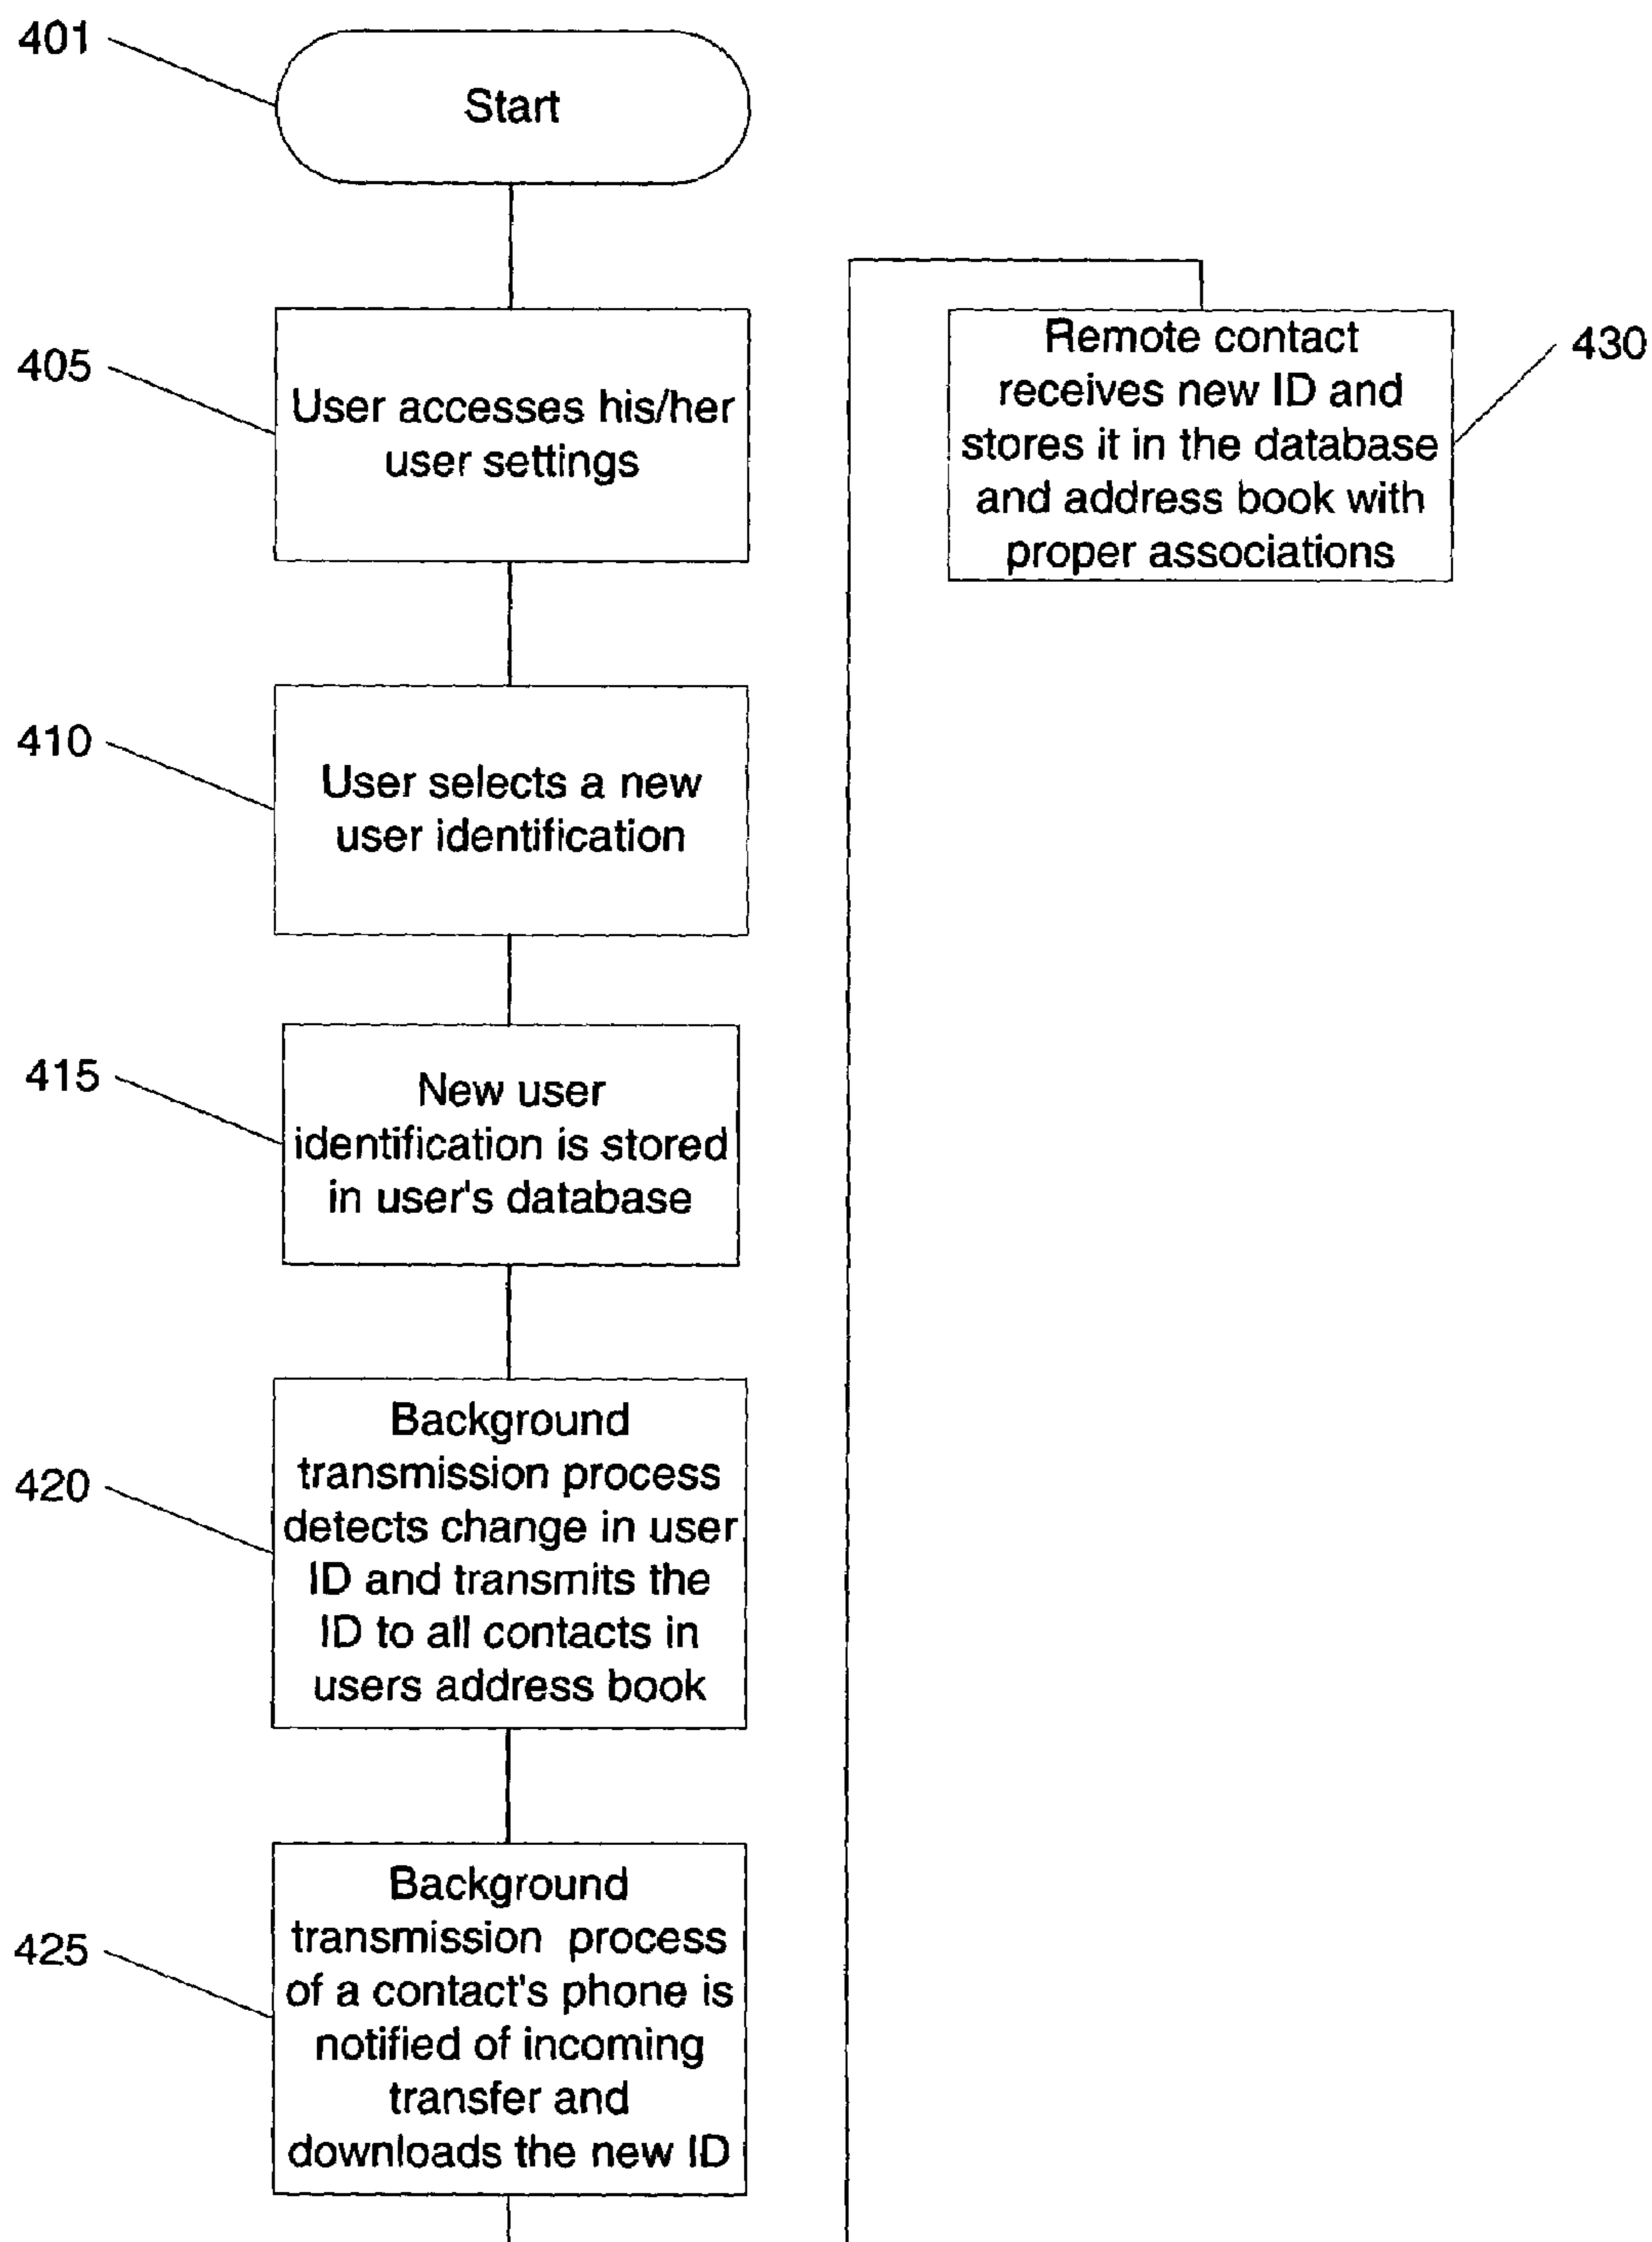 401
Start
405
User accesses his/her
user settings
410
User selects a new
user identification
415
New user
identification is stored
in user's database
420
Background
transmission process
detects change in user
ID and transmits the
ID to all contacts in
users address book
425
Background
transmission process
of a contact's phone is
notified of incoming
transfer and
downloads the new ID
430
Remote contact
receives new ID and
stores it in the database
and address book with
proper associations